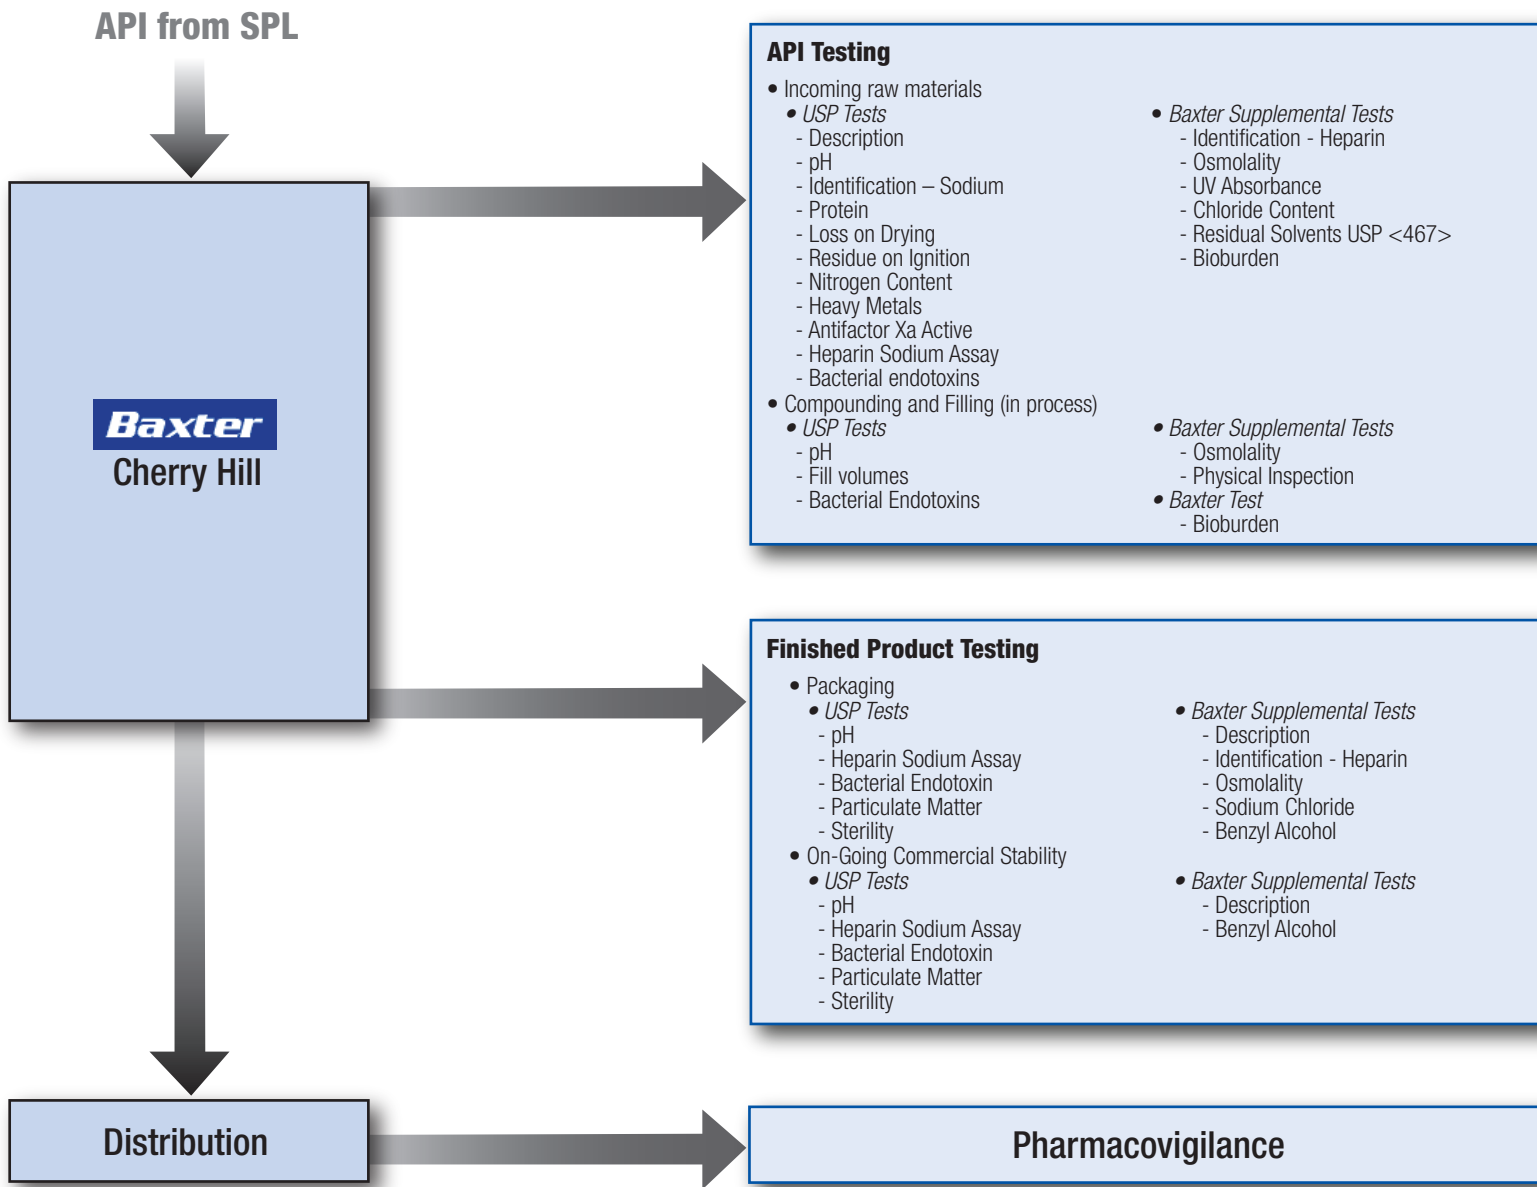 API from SPL
Baxter
Cherry Hill
Distribution
API Testing
• Incoming raw materials
• USP Tests
- Description
- pH
- Identification – Sodium
- Protein
- Loss on Drying
- Residue on Ignition
- Nitrogen Content
- Heavy Metals
- Antifactor Xa Active
- Heparin Sodium Assay
- Bacterial endotoxins
• Baxter Supplemental Tests
- Identification - Heparin
- Osmolality
- UV Absorbance
- Chloride Content
- Residual Solvents USP <467>
- Bioburden
• Compounding and Filling (in process)
• USP Tests
- pH
- Fill volumes
- Bacterial Endotoxins
• Baxter Supplemental Tests
- Osmolality
- Physical Inspection
• Baxter Test
- Bioburden
Finished Product Testing
• Packaging
• USP Tests
- pH
- Heparin Sodium Assay
- Bacterial Endotoxin
- Particulate Matter
- Sterility
• Baxter Supplemental Tests
- Description
- Identification - Heparin
- Osmolality
- Sodium Chloride
- Benzyl Alcohol
• On-Going Commercial Stability
• USP Tests
- pH
- Heparin Sodium Assay
- Bacterial Endotoxin
- Particulate Matter
- Sterility
• Baxter Supplemental Tests
- Description
- Benzyl Alcohol
Pharmacovigilance